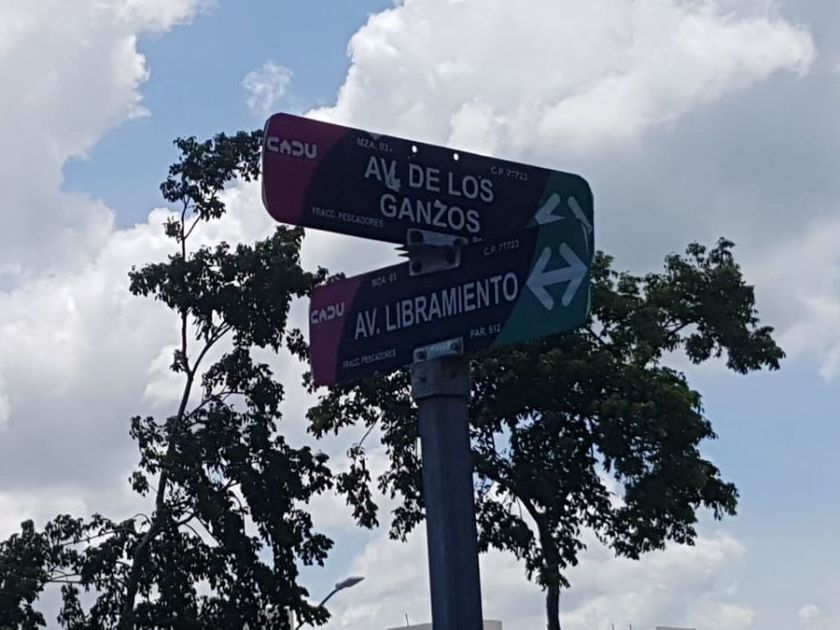 CADU
MZA. 03
C.P. 77723
AV. DE LOS
GANZOS
FRACC. PESCADORES
CADU
MZA. 03
C.P. 77723
AV. LIBRAMIENTO
FRACC. PESCADORES
PAR. 512